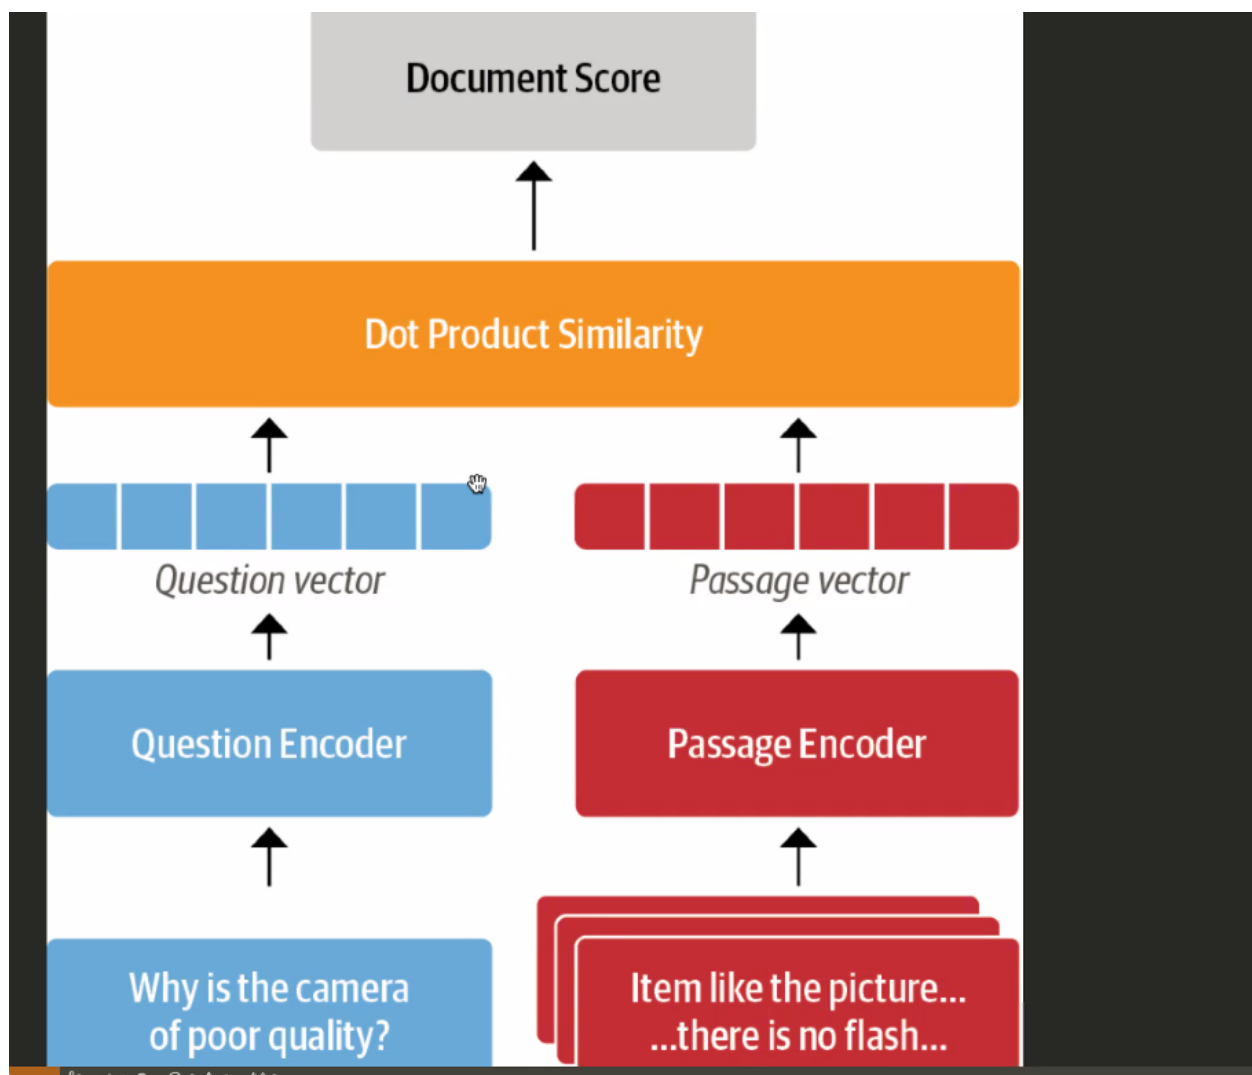 Document Score
Dot Product Similarity
Question vector
Passage vector
Question Encoder
Passage Encoder
Why is the camera
of poor quality?
Item like the picture...
...there is no flash...